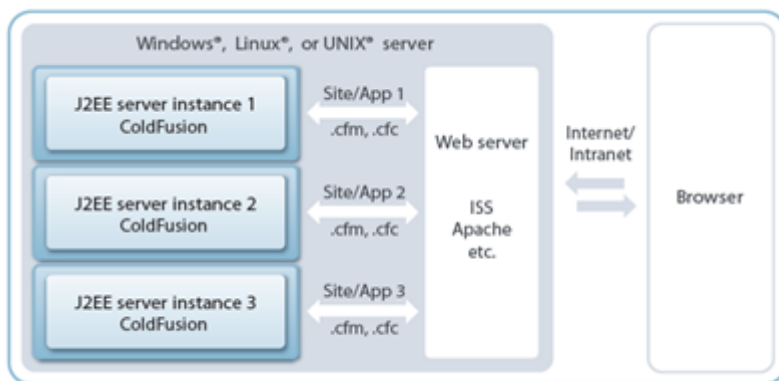 Windows®, Linux®, or UNIX® server
J2EE server instance 1
ColdFusion
Site/App 1
.cfm, .cfc
J2EE server instance 2
ColdFusion
Site/App 2
.cfm, .cfc
J2EE server instance 3
ColdFusion
Site/App 3
.cfm, .cfc
Web server
ISS
Apache
etc.
Internet/
Intranet
Browser